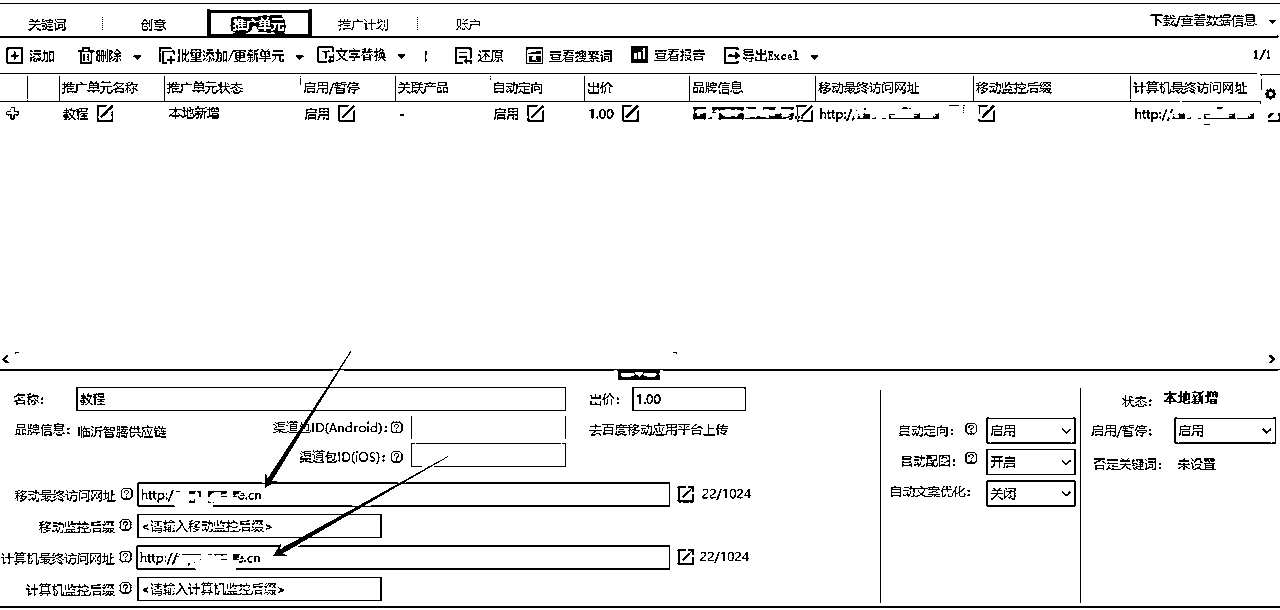 关键词 创意 推广单元 推广计划 账户 下载/查看数据信息
添加 删除 批量添加/更新单元 文字替换 还原 查看搜索词 查看报告 导出Excel 1/1
推广单元名称 推广单元状态 启用/暂停 关联产品 自动定向 出价 品牌信息 移动最终访问网址 移动监控后缀 计算机最终访问网址
教程 本地新增 启用 - 启用 1.00 http:/ http:/
名称: 教程 出价: 1.00 状态: 本地新增
品牌信息: 临沂智腾供应链 渠道包ID(Android): 去百度移动应用平台上传 自动定向: 启用 启用/暂停: 启用
渠道包ID(iOS): 自动配图: 开启 否定关键词: 未设置
移动最终访问网址 http:/ .cn 22/1024 自动文案优化: 关闭
移动监控后缀 <请输入移动监控后缀>
计算机最终访问网址 http:/ .cn 22/1024
计算机监控后缀 <请输入计算机监控后缀>